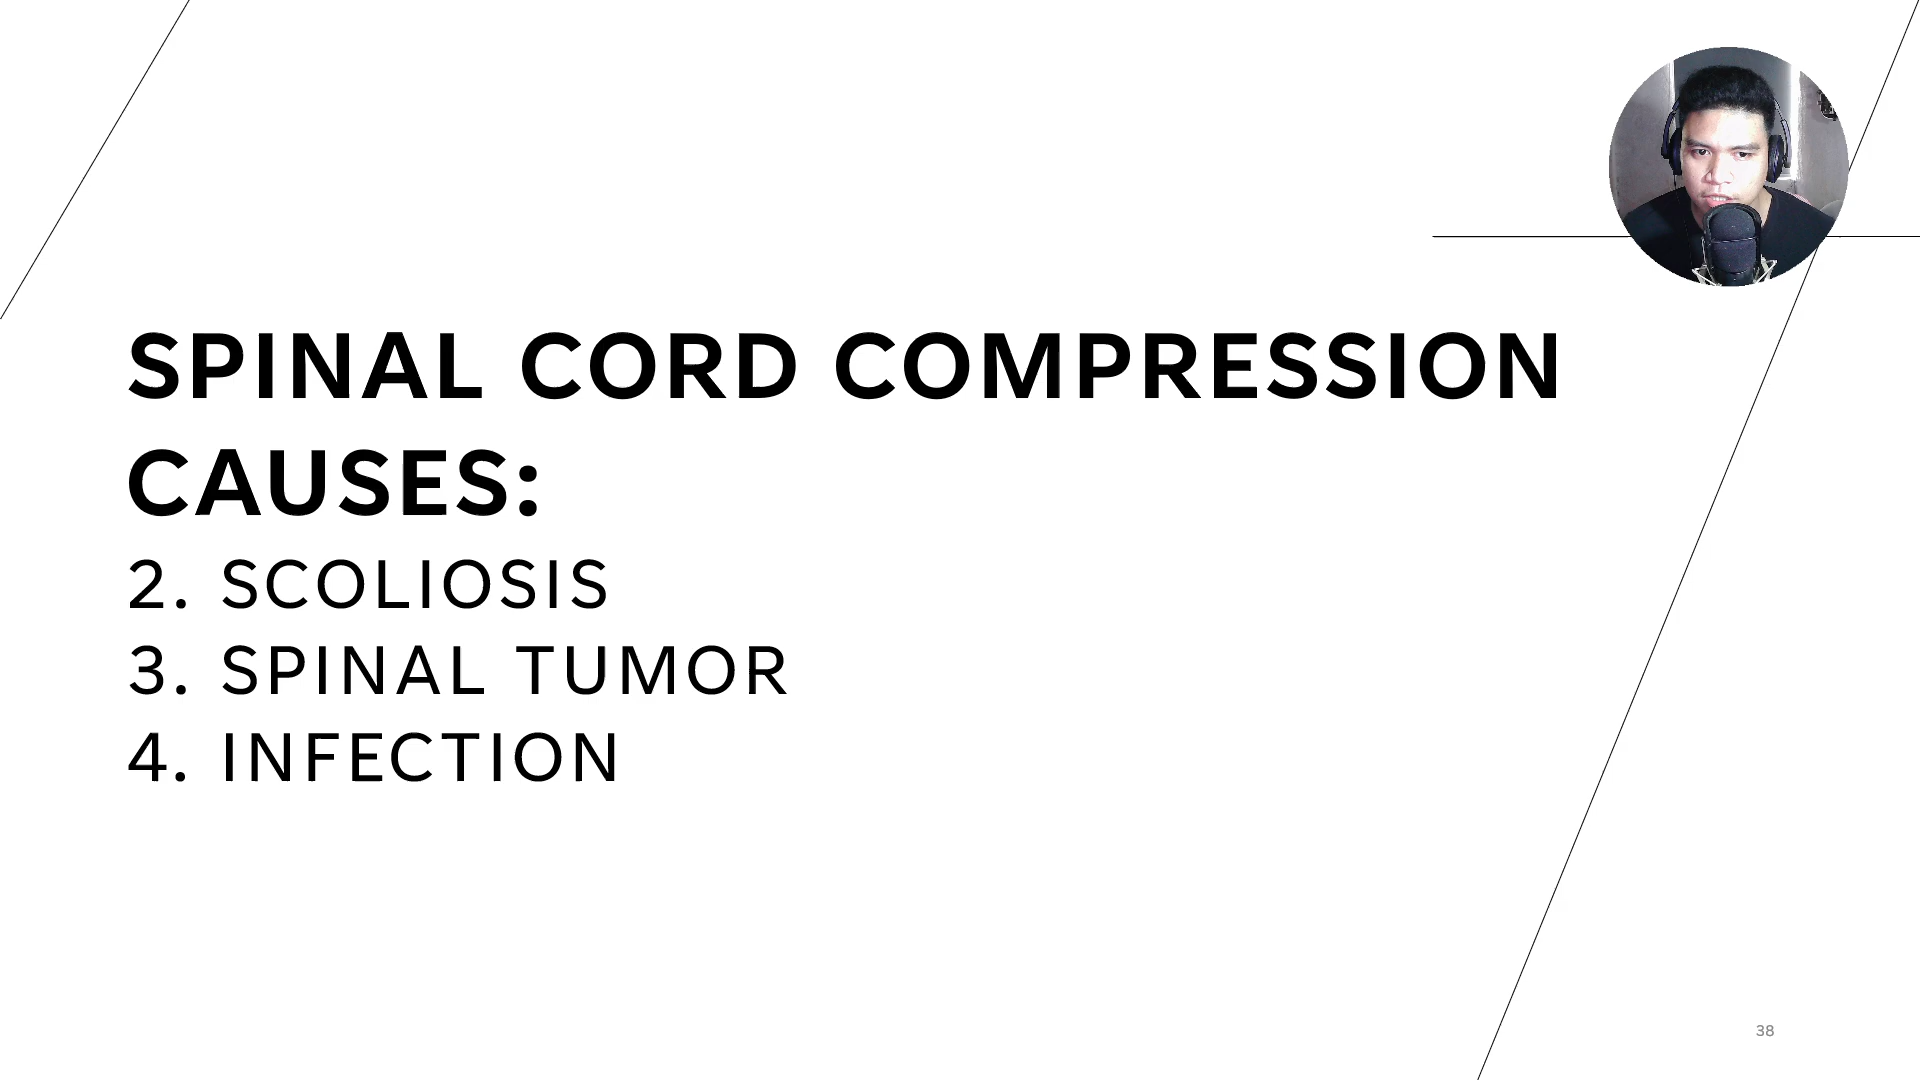 SPINAL CORD COMPRESSION
CAUSES:
2. SCOLIOSIS
3. SPINAL TUMOR
4. INFECTION
38